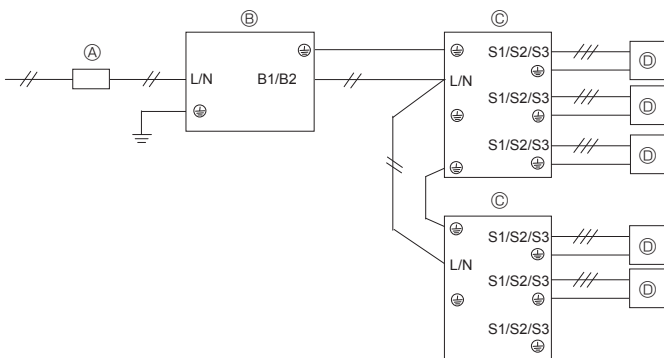 Ⓐ
Ⓑ
L/N B1/B2
Ⓒ
S1/S2/S3
L/N
S1/S2/S3
S1/S2/S3
Ⓓ
Ⓓ
Ⓓ
Ⓒ
S1/S2/S3
L/N
S1/S2/S3
S1/S2/S3
Ⓓ
Ⓓ